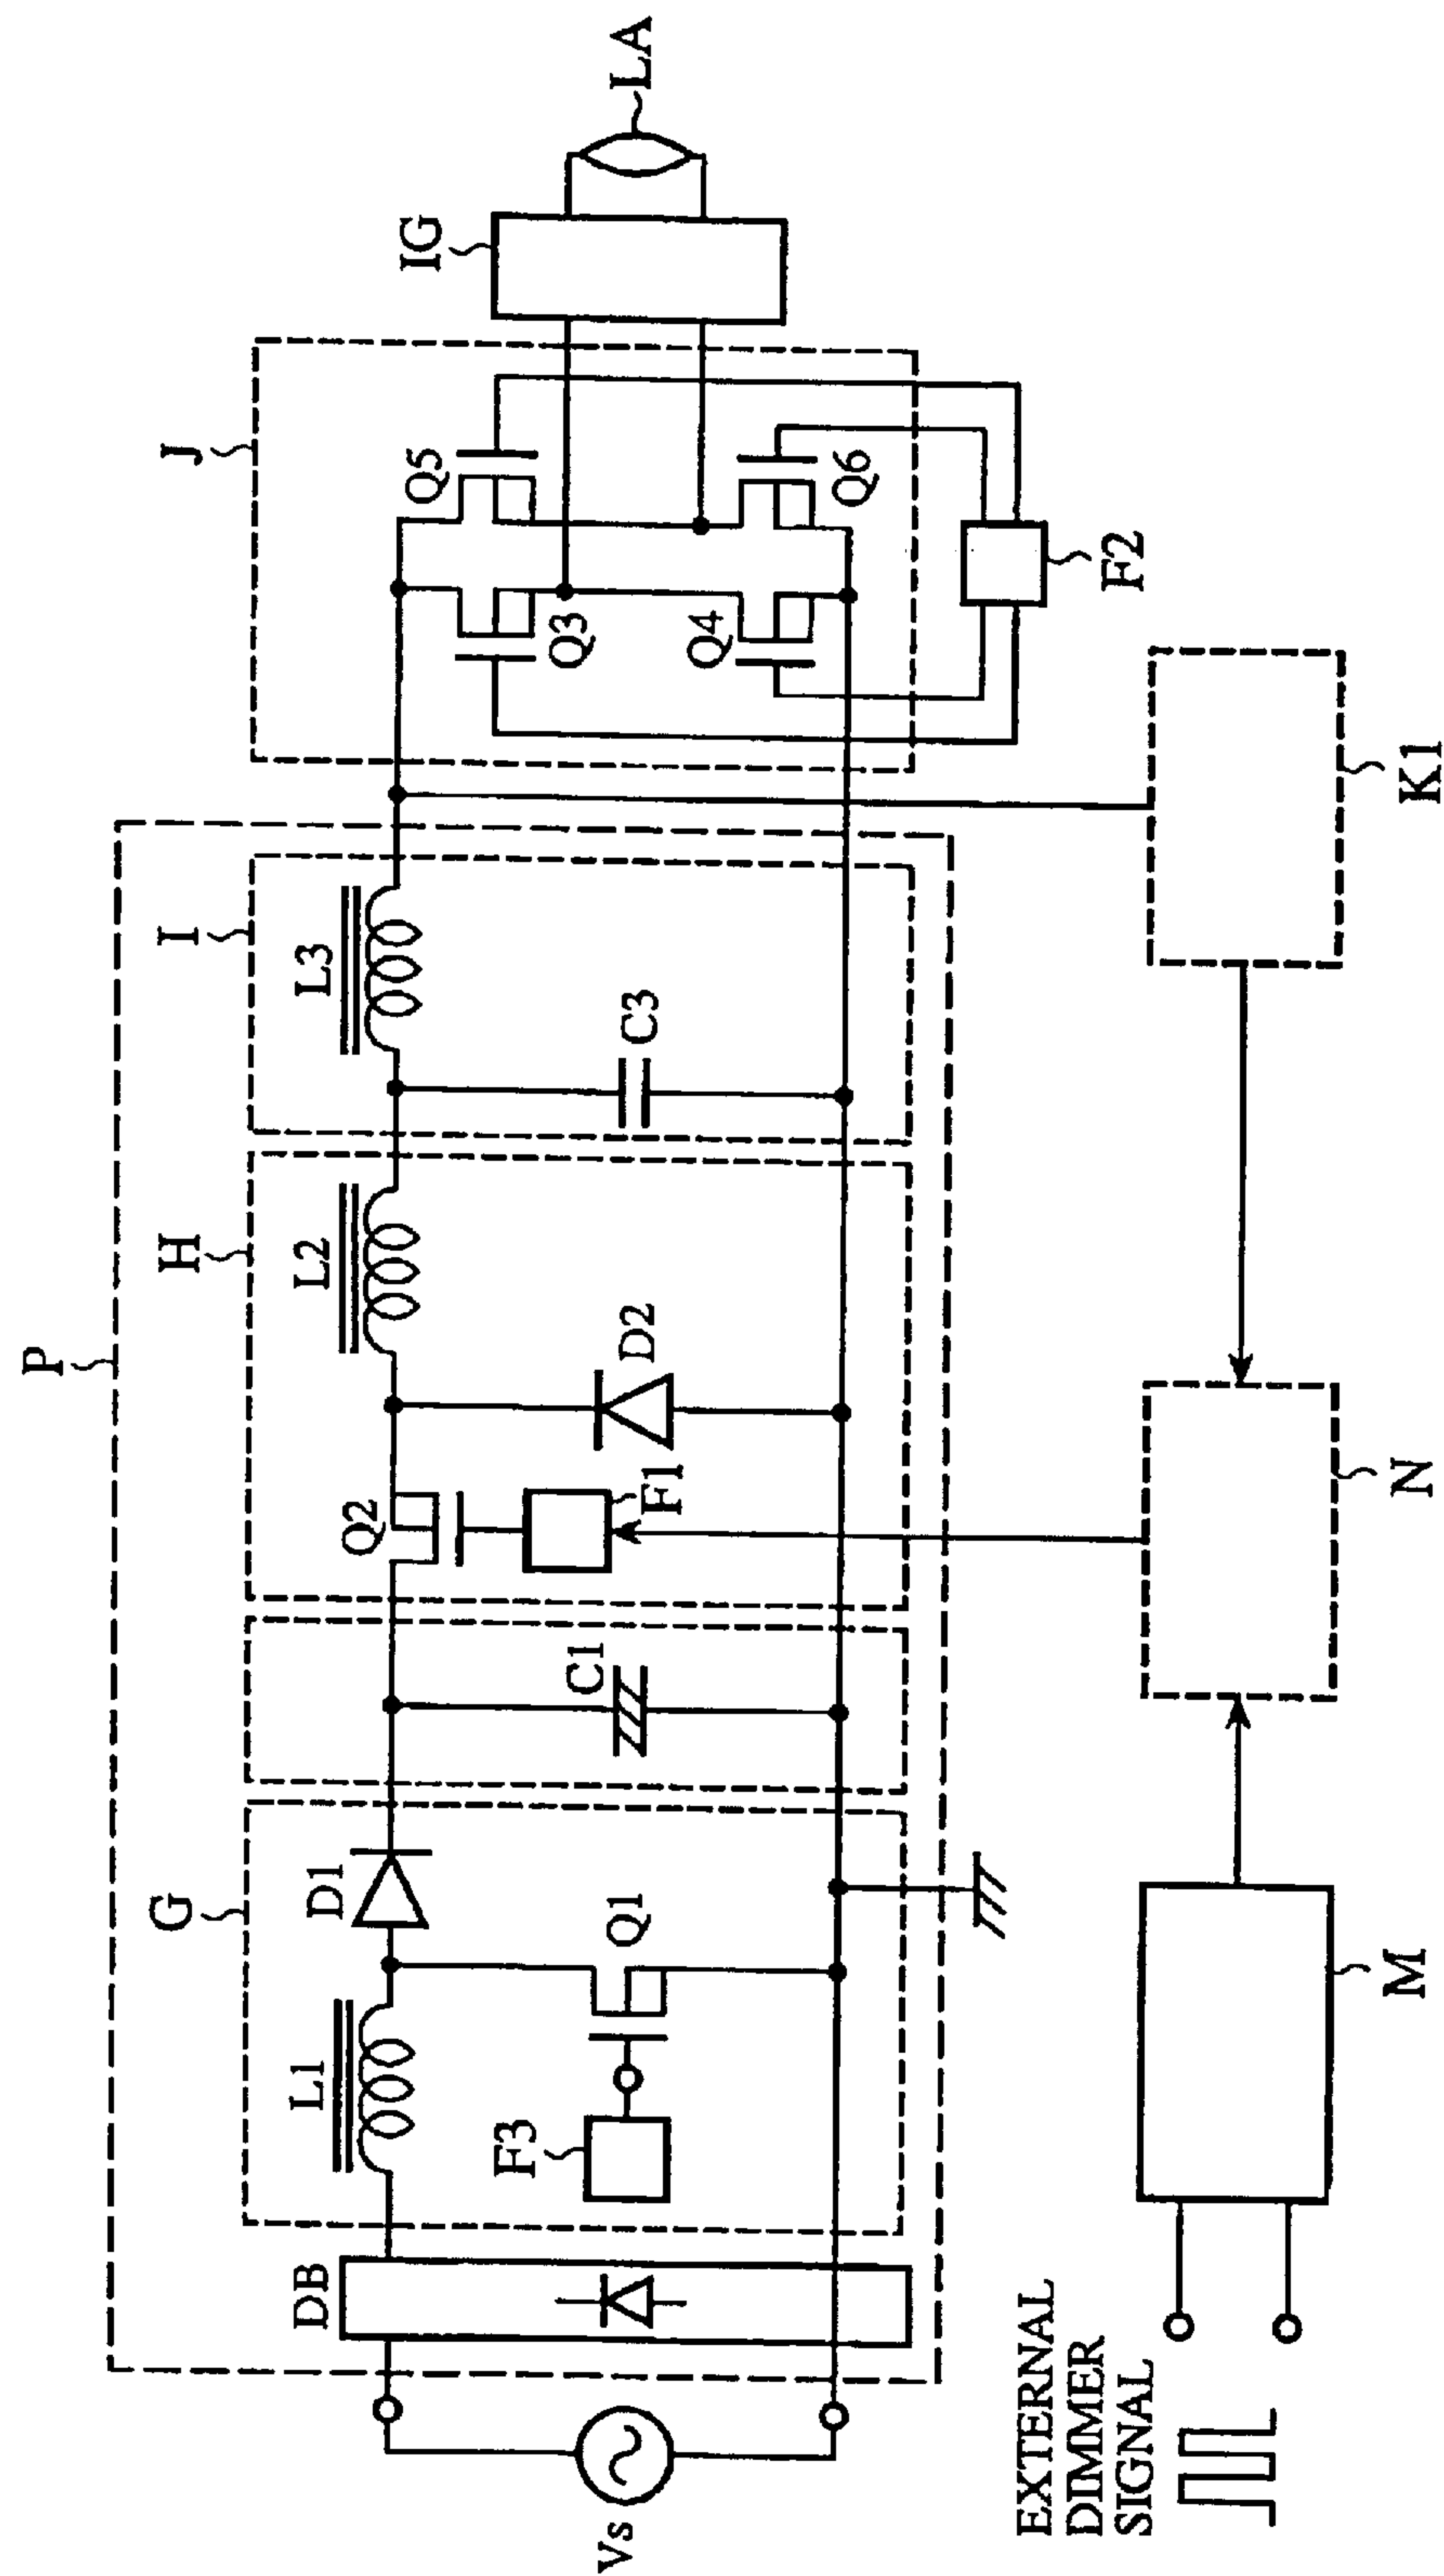 P
G
H
I
J
DB
L1
D1
Q1
F3
C1
Q2
F1
D2
L2
L3
C3
Q3
Q5
Q4
Q6
F2
IG
LA
Vs
EXTERNAL
DIMMER
SIGNAL
M
N
K1